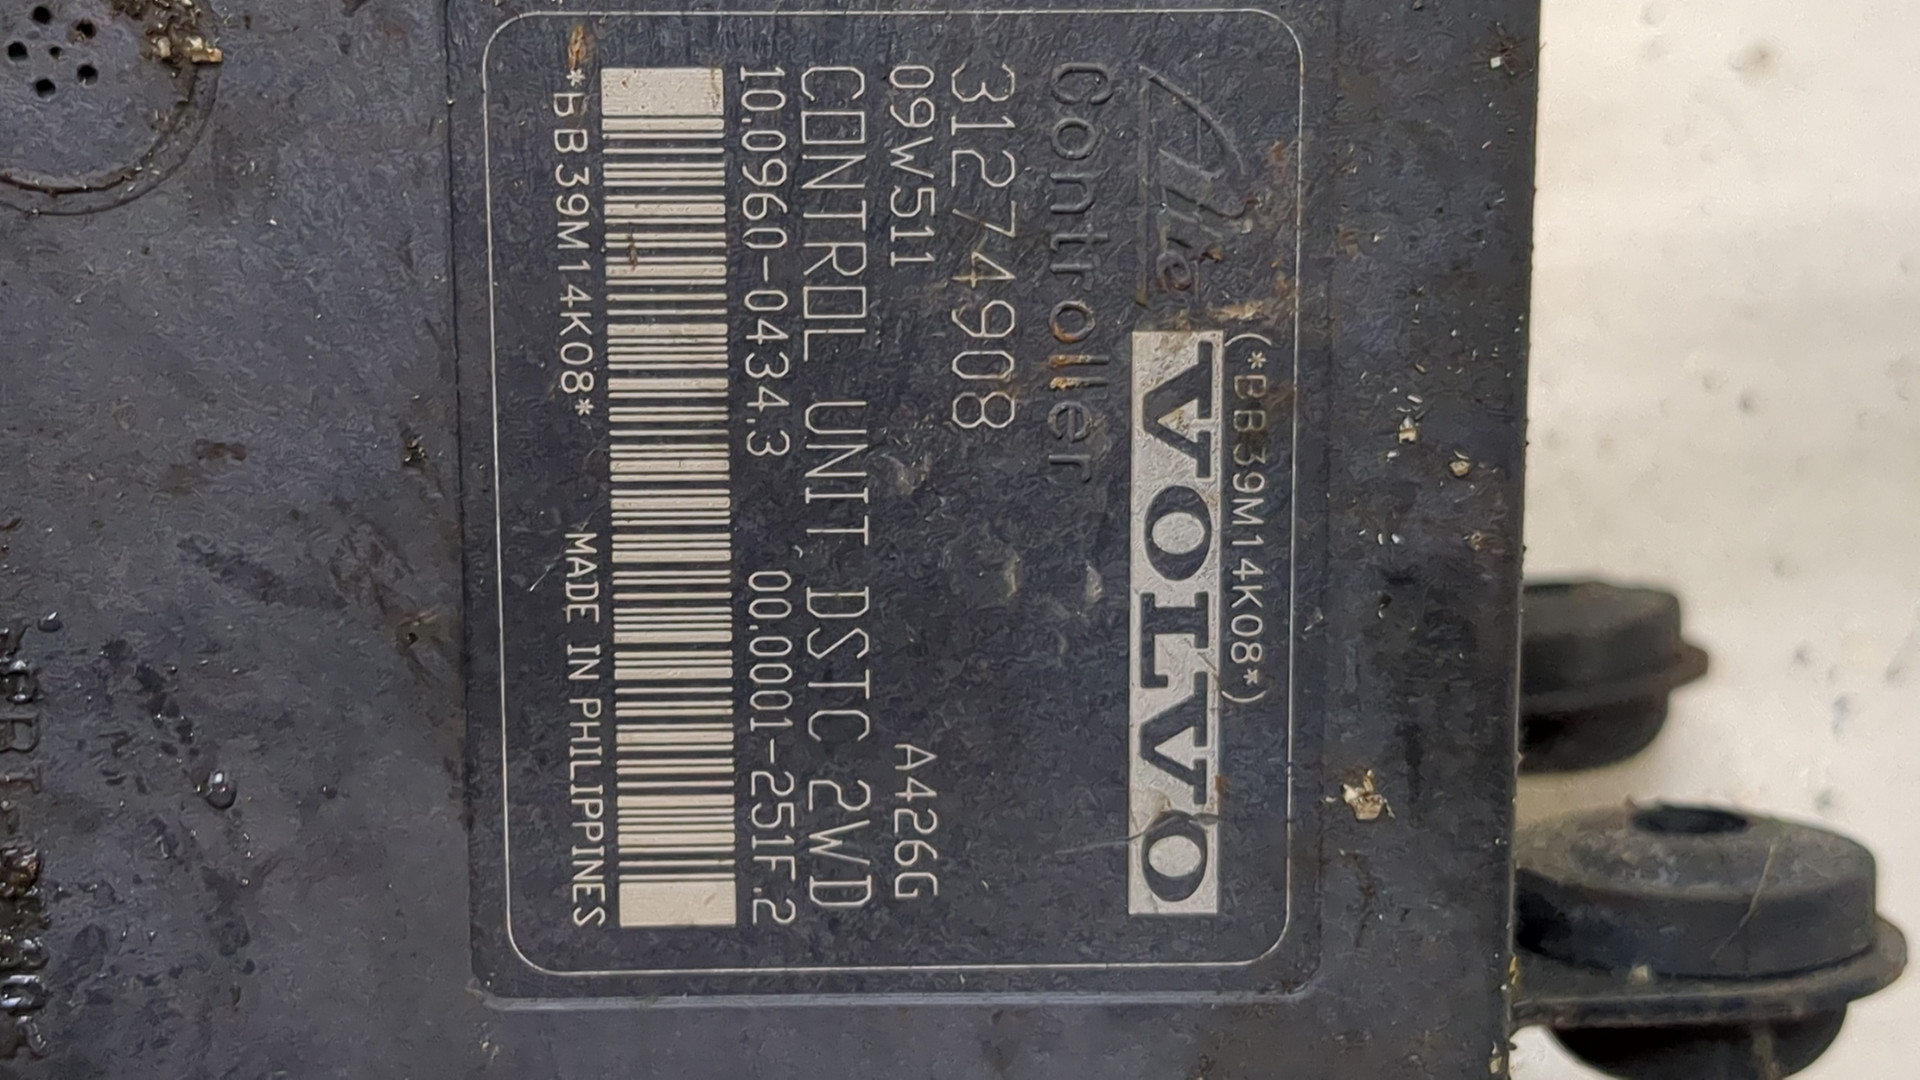 (*BB39M14K08*)
Ate VOLVO
Controller
31274908
09W511 A426G
CONTROL UNIT DSTC 2WD
10.0960-0434.3 00.0001-251F.2
*BB39M14K08* MADE IN PHILIPPINES